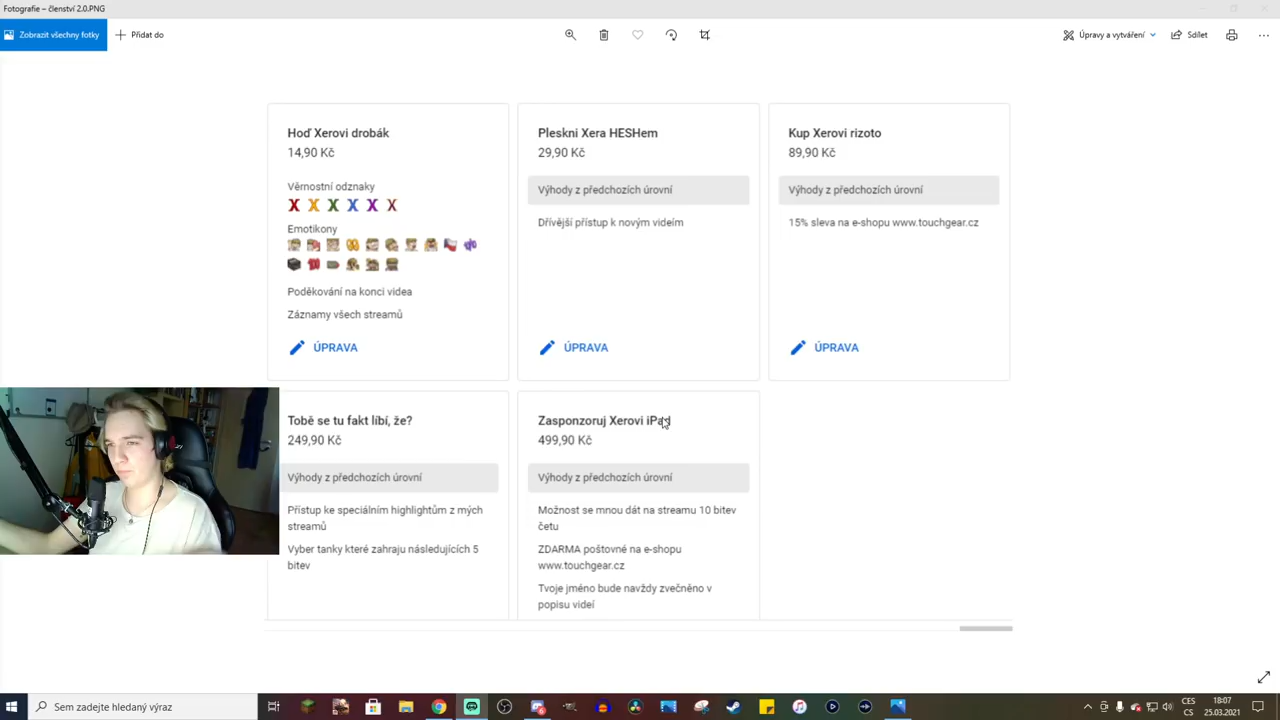 Fotografie – členství 2.0.PNG
Zobrazit všechny fotky
Přidat do
Úpravy a vytváření
Sdílet
Hoď Xerovi drobák
14,90 Kč
Věrnostní odznaky
X X X X X X
Emotikony
Poděkování na konci videa
Záznamy všech streamů
ÚPRAVA
Pleskni Xera HESHem
29,90 Kč
Výhody z předchozích úrovní
Dřívější přístup k novým videím
ÚPRAVA
Kup Xerovi rizoto
89,90 Kč
Výhody z předchozích úrovní
15% sleva na e-shopu www.touchgear.cz
ÚPRAVA
Tobě se tu fakt líbí, že?
249,90 Kč
Výhody z předchozích úrovní
Přístup ke speciálním highlightům z mých
streamů
Vyber tanky které zahraju následujících 5
bitev
Zasponzoruj Xerovi iPad
499,90 Kč
Výhody z předchozích úrovní
Možnost se mnou dát na streamu 10 bitev
četu
ZDARMA poštovné na e-shopu
www.touchgear.cz
Tvoje jméno bude navždy zvečněno v
popisu videí
Sem zadejte hledaný výraz
CES
CS
18:07
25.03.2021